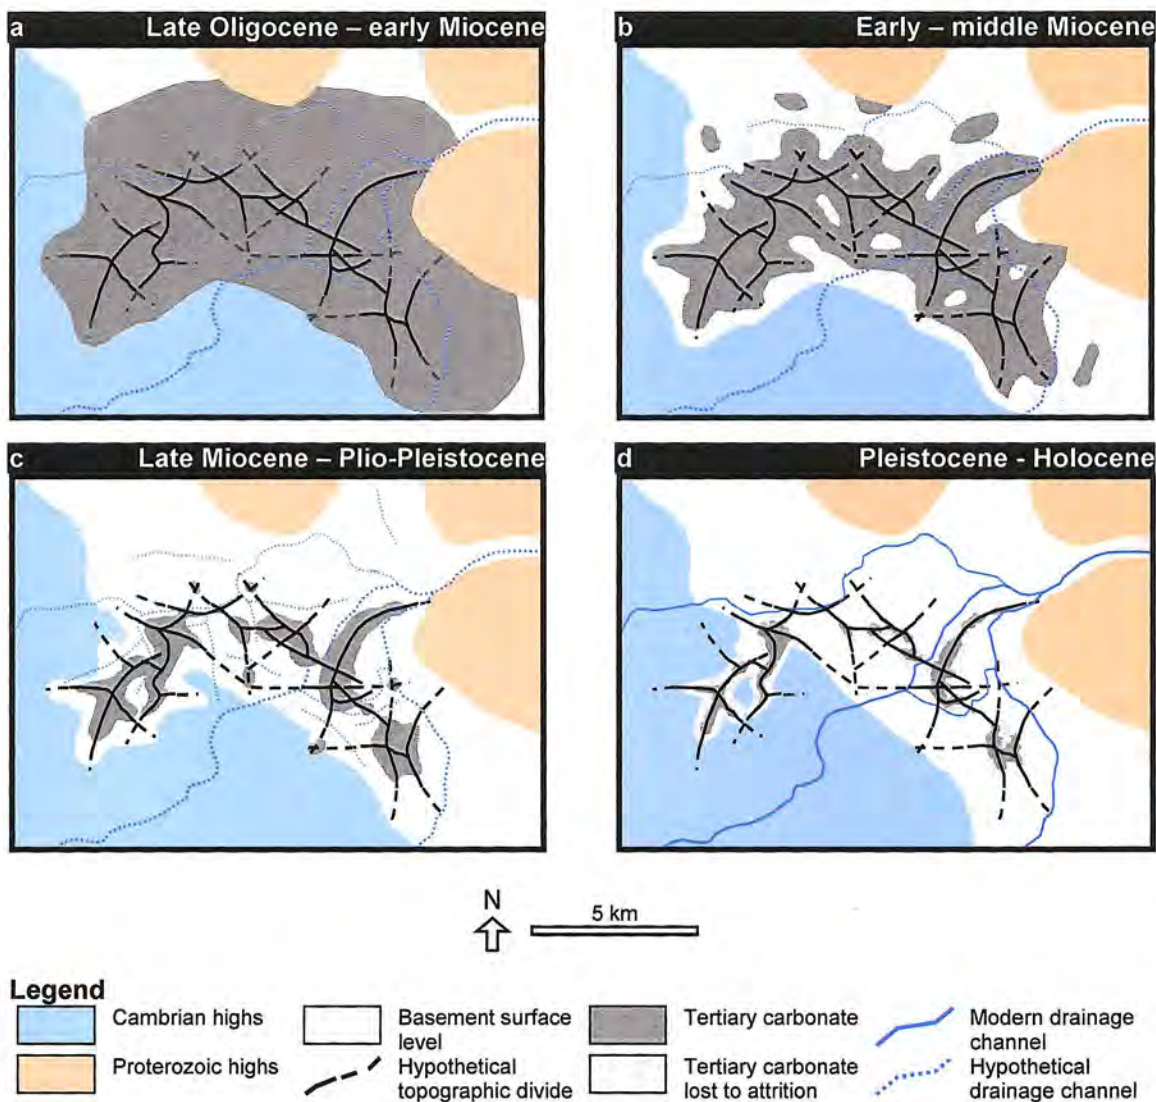 a Late Oligocene – early Miocene
b Early – middle Miocene
c Late Miocene – Plio-Pleistocene
d Pleistocene - Holocene
N
5 km
Legend
Cambrian highs
Proterozoic highs
Basement surface
level
Hypothetical
topographic divide
Tertiary carbonate
Tertiary carbonate
lost to attrition
Modern drainage
channel
Hypothetical
drainage channel